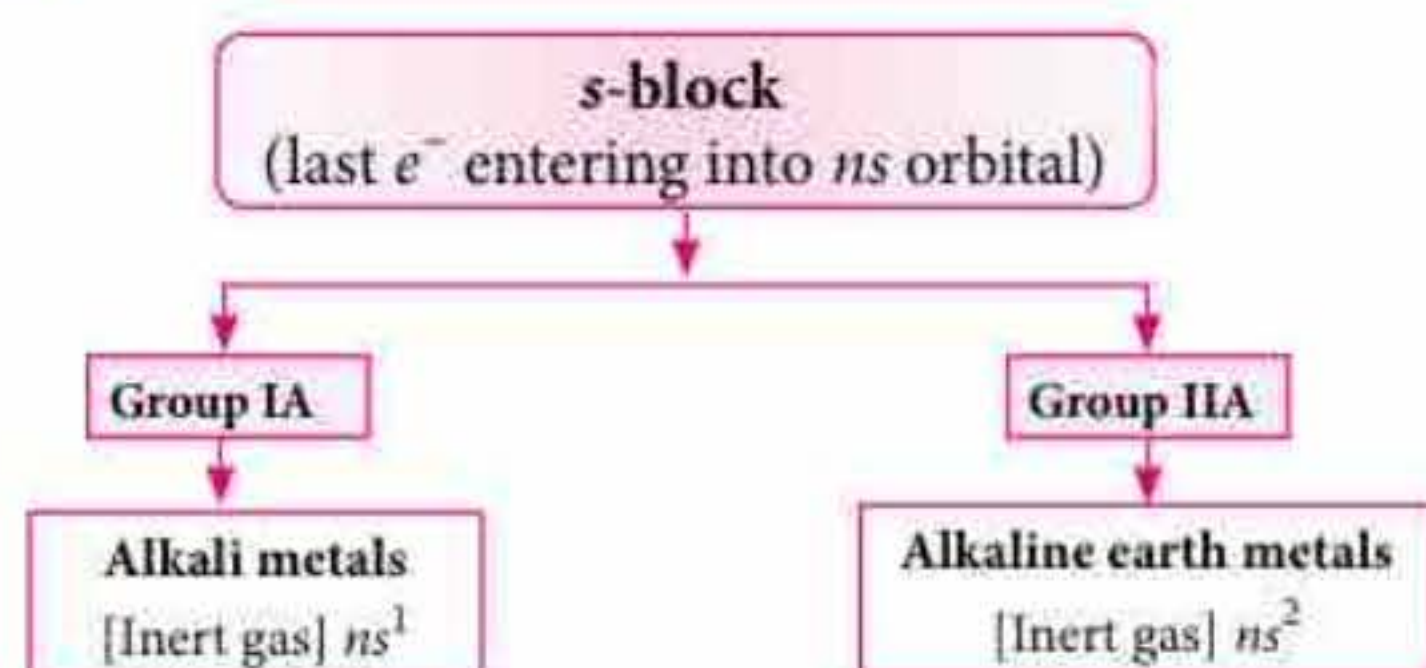 s-block
(last e⁻ entering into ns orbital)
Group IA
Group IIA
Alkali metals
[Inert gas] ns¹
Alkaline earth metals
[Inert gas] ns²